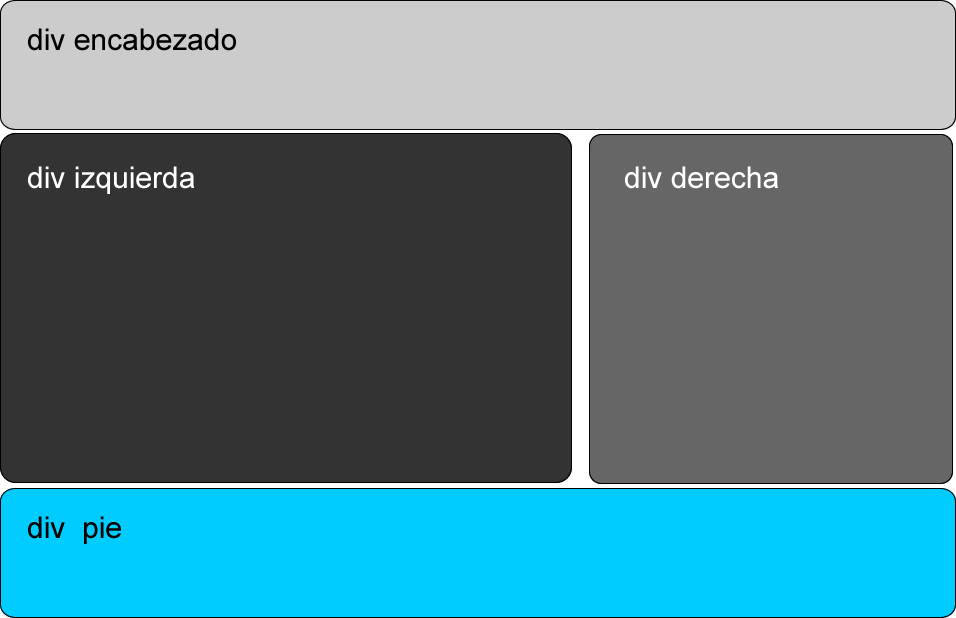 div encabezado
div izquierda
div derecha
div  pie